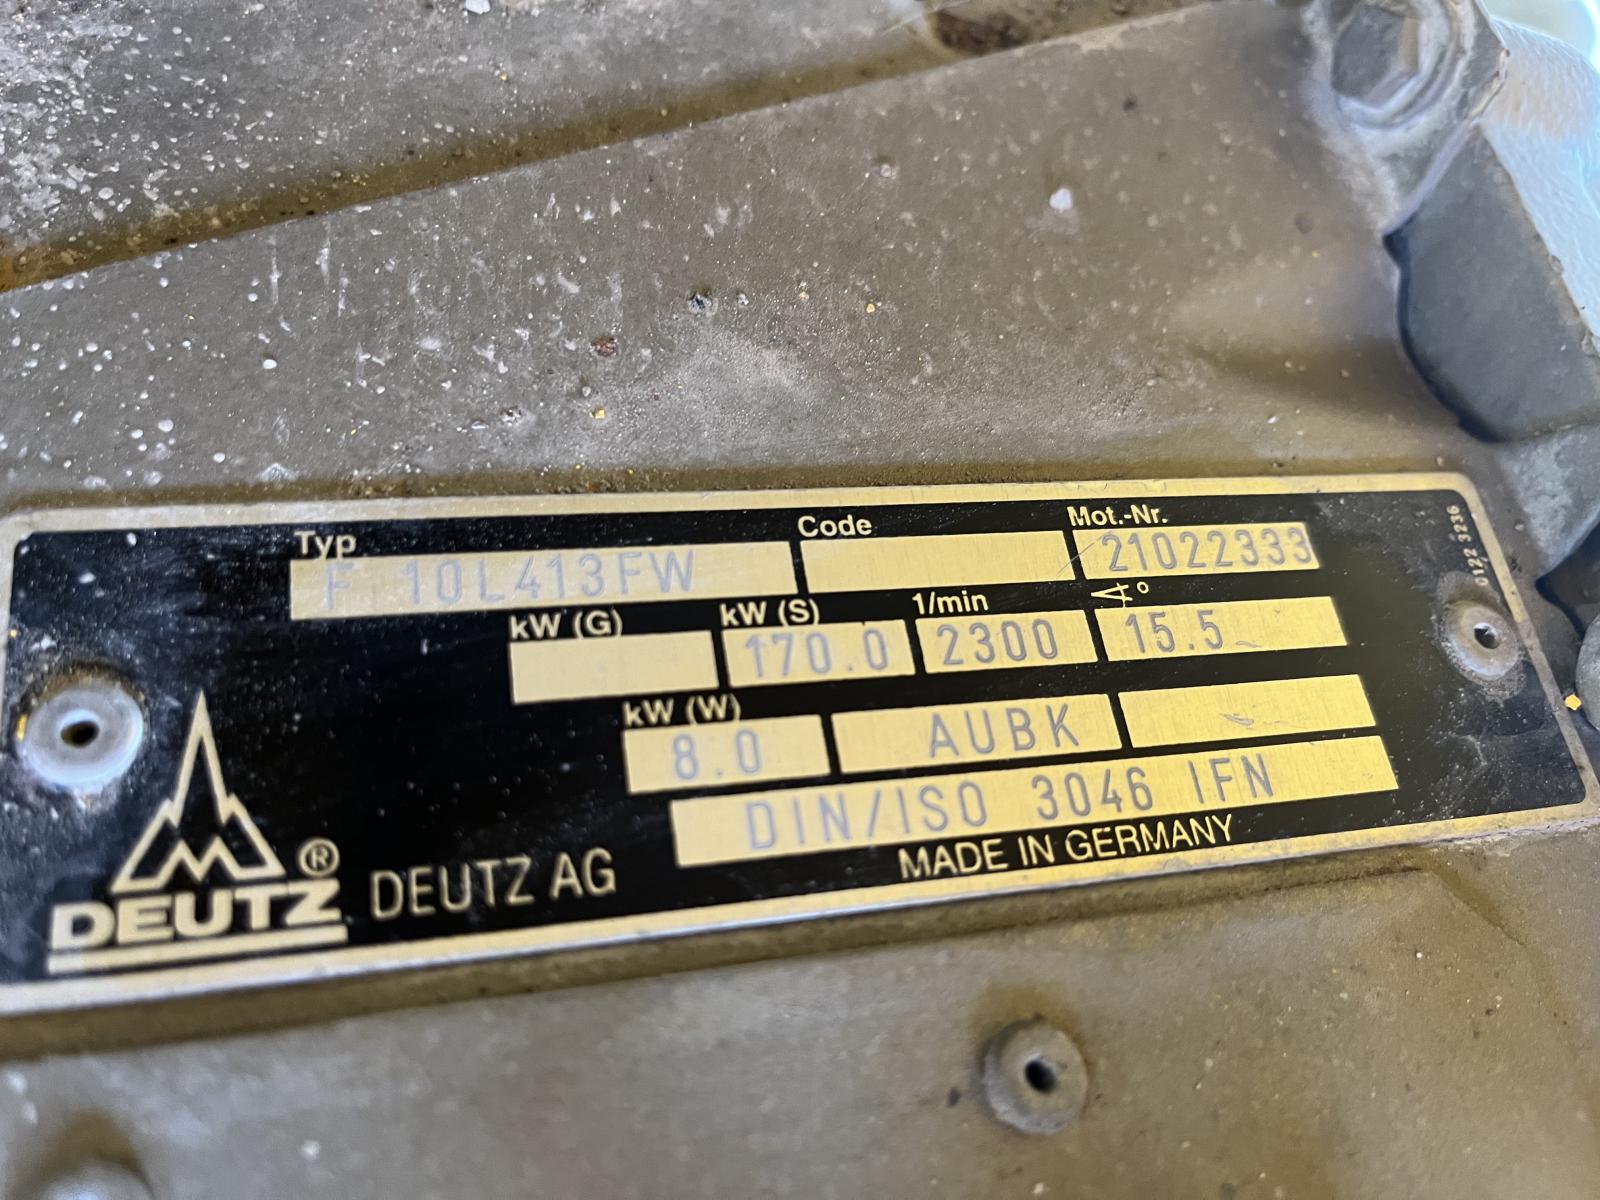 Typ Code Mot.-Nr.
F 10L413FW 21022333
kW (G) kW (S) 1/min °
170.0 2300 15.5
kW (W)
8.0 AUBK
DIN/ISO 3046 IFN
MADE IN GERMANY
DEUTZ ® DEUTZ AG
0122 3236